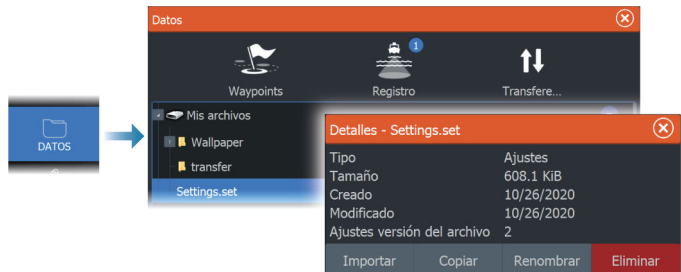 Datos
1
Waypoints Registro Transfere...
Mis archivos
Wallpaper
transfer
Settings.set
DATOS
Detalles - Settings.set
Tipo Ajustes
Tamaño 608.1 KiB
Creado 10/26/2020
Modificado 10/26/2020
Ajustes versión del archivo 2
Importar Copiar Renombrar Eliminar